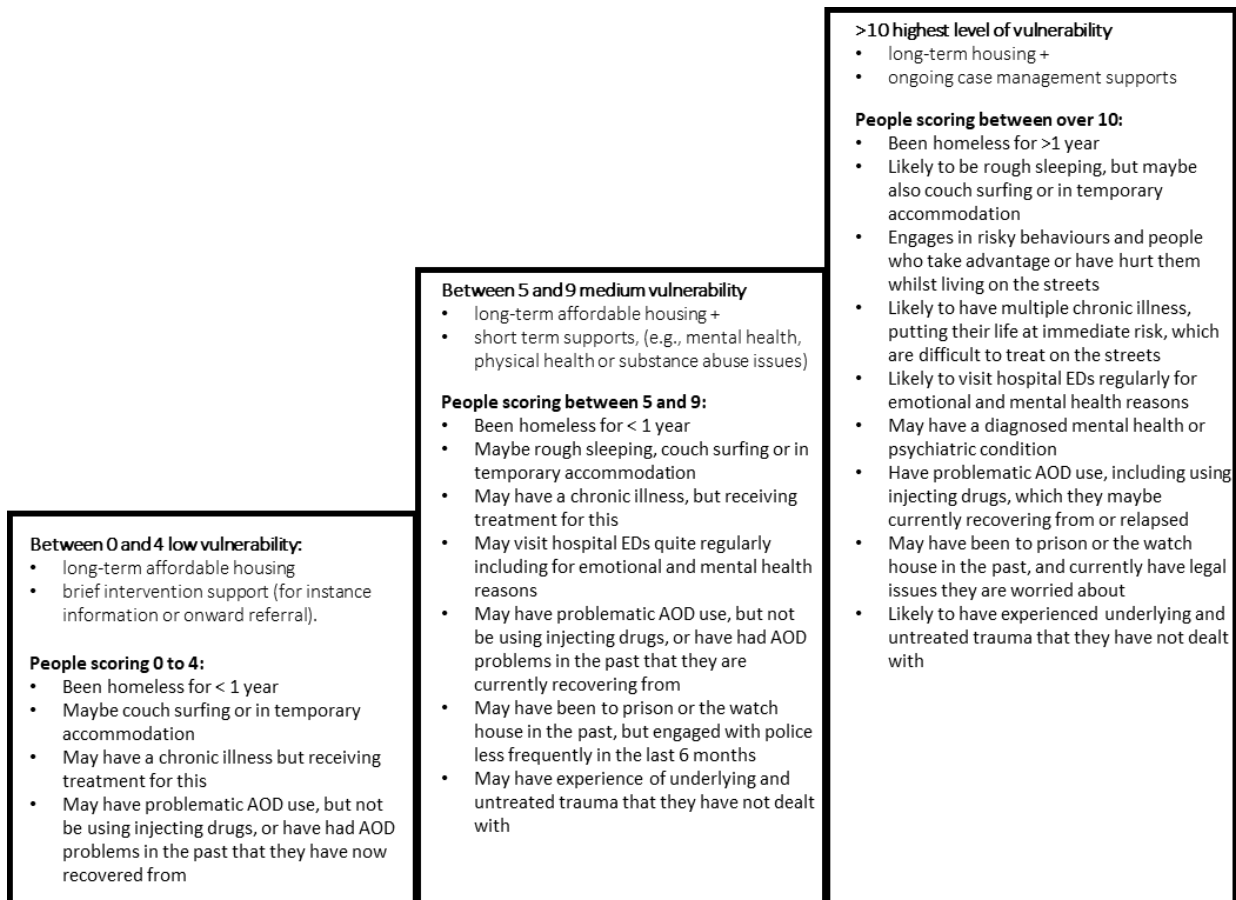 Between 0 and 4 low vulnerability:
• long-term affordable housing
• brief intervention support (for instance
information or onward referral).
People scoring 0 to 4:
• Been homeless for < 1 year
• Maybe couch surfing or in temporary
accommodation
• May have a chronic illness but receiving
treatment for this
• May have problematic AOD use, but not
be using injecting drugs, or have had AOD
problems in the past that they have now
recovered from
Between 5 and 9 medium vulnerability
• long-term affordable housing +
• short term supports, (e.g., mental health,
physical health or substance abuse issues)
People scoring between 5 and 9:
• Been homeless for < 1 year
• Maybe rough sleeping, couch surfing or in
temporary accommodation
• May have a chronic illness, but receiving
treatment for this
• May visit hospital EDs quite regularly
including for emotional and mental health
reasons
• May have problematic AOD use, but not
be using injecting drugs, or have had AOD
problems in the past that they are
currently recovering from
• May have been to prison or the watch
house in the past, but engaged with police
less frequently in the last 6 months
• May have experience of underlying and
untreated trauma that they have not dealt
with
>10 highest level of vulnerability
• long-term housing +
• ongoing case management supports
People scoring between over 10:
• Been homeless for >1 year
• Likely to be rough sleeping, but maybe
also couch surfing or in temporary
accommodation
• Engages in risky behaviours and people
who take advantage or have hurt them
whilst living on the streets
• Likely to have multiple chronic illness,
putting their life at immediate risk, which
are difficult to treat on the streets
• Likely to visit hospital EDs regularly for
emotional and mental health reasons
• May have a diagnosed mental health or
psychiatric condition
• Have problematic AOD use, including using
injecting drugs, which they maybe
currently recovering from or relapsed
• May have been to prison or the watch
house in the past, and currently have legal
issues they are worried about
• Likely to have experienced underlying and
untreated trauma that they have not dealt
with